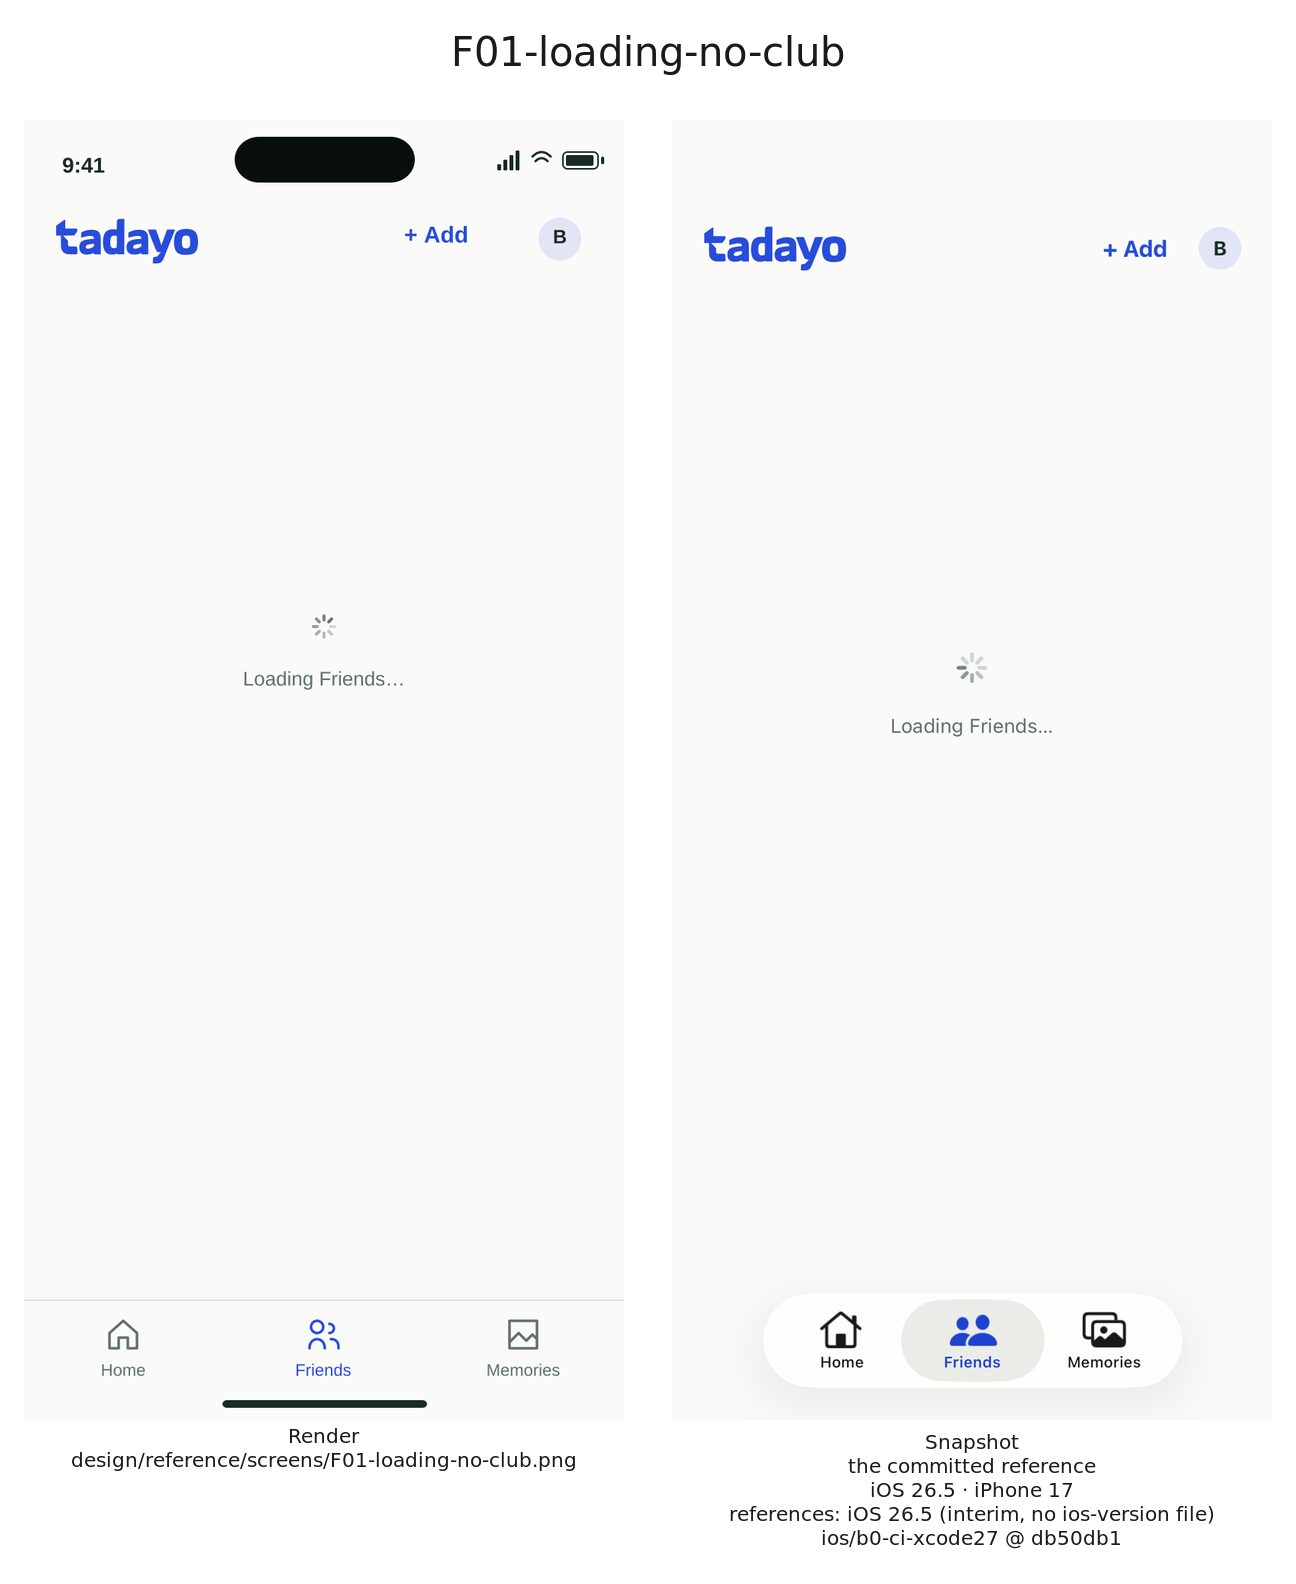 F01-loading-no-club
9:41
tadayo
+ Add
B
Loading Friends…
Home
Friends
Memories
Render
design/reference/screens/F01-loading-no-club.png
tadayo
+ Add
B
Loading Friends...
Home
Friends
Memories
Snapshot
the committed reference
iOS 26.5 · iPhone 17
references: iOS 26.5 (interim, no ios-version file)
ios/b0-ci-xcode27 @ db50db1